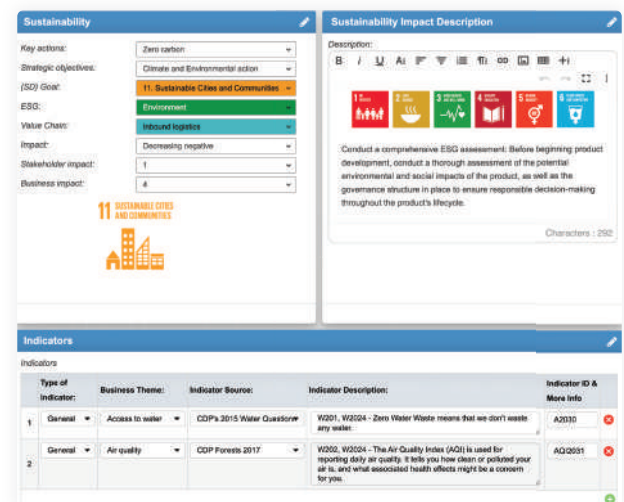 Sustainability
Key actions: Zero carbon
Strategic objectives: Climate and Environmental action
(SD) Goal: 11. Sustainable Cities and Communities
ESG: Environment
Value Chain: Inbound logistics
Impact: Decreasing negative
Stakeholder impact: 1
Business impact: 4
11 SUSTAINABLE CITIES
AND COMMUNITIES
Sustainability Impact Description
Description:
B I U
1 2 3 4 5 6
Conduct a comprehensive ESG assessment: Before beginning product
development, conduct a thorough assessment of the potential
environmental and social impacts of the product, as well as the
governance structure in place to ensure responsible decision-making
throughout the product's lifecycle.
Characters : 292
Indicators
Indicators
Type of Indicator: Business Theme: Indicator Source: Indicator Description: Indicator ID & More Info
1 General Access to water CDP's 2015 Water W201, W2024 - Zero Water Waste means that we don't waste A2030
any water.
2 General Air quality CDP Forests 2017 W202, W2024 - The Air Quality Index (AQI) is used for AQI2031
reporting daily air quality. It tells you how clean or polluted your
air is, and what associated health effects might be a concern
for you.